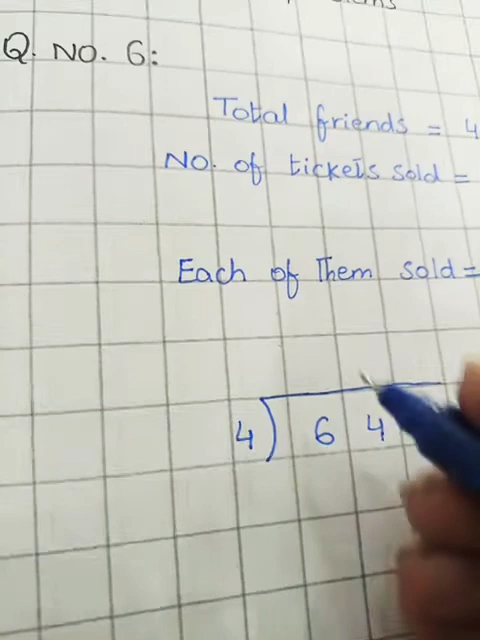 Q. NO. 6:
Total friends = 4
NO. of tickets sold =
Each of Them sold =
4) 6 4